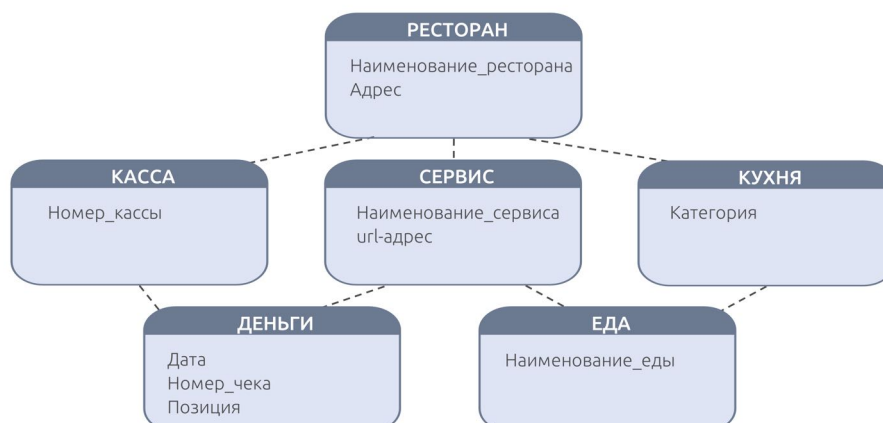 РЕСТОРАН
Наименование_ресторана
Адрес
КАССА
Номер_кассы
СЕРВИС
Наименование_сервиса
url-адрес
КУХНЯ
Категория
ДЕНЬГИ
Дата
Номер_чека
Позиция
ЕДА
Наименование_еды